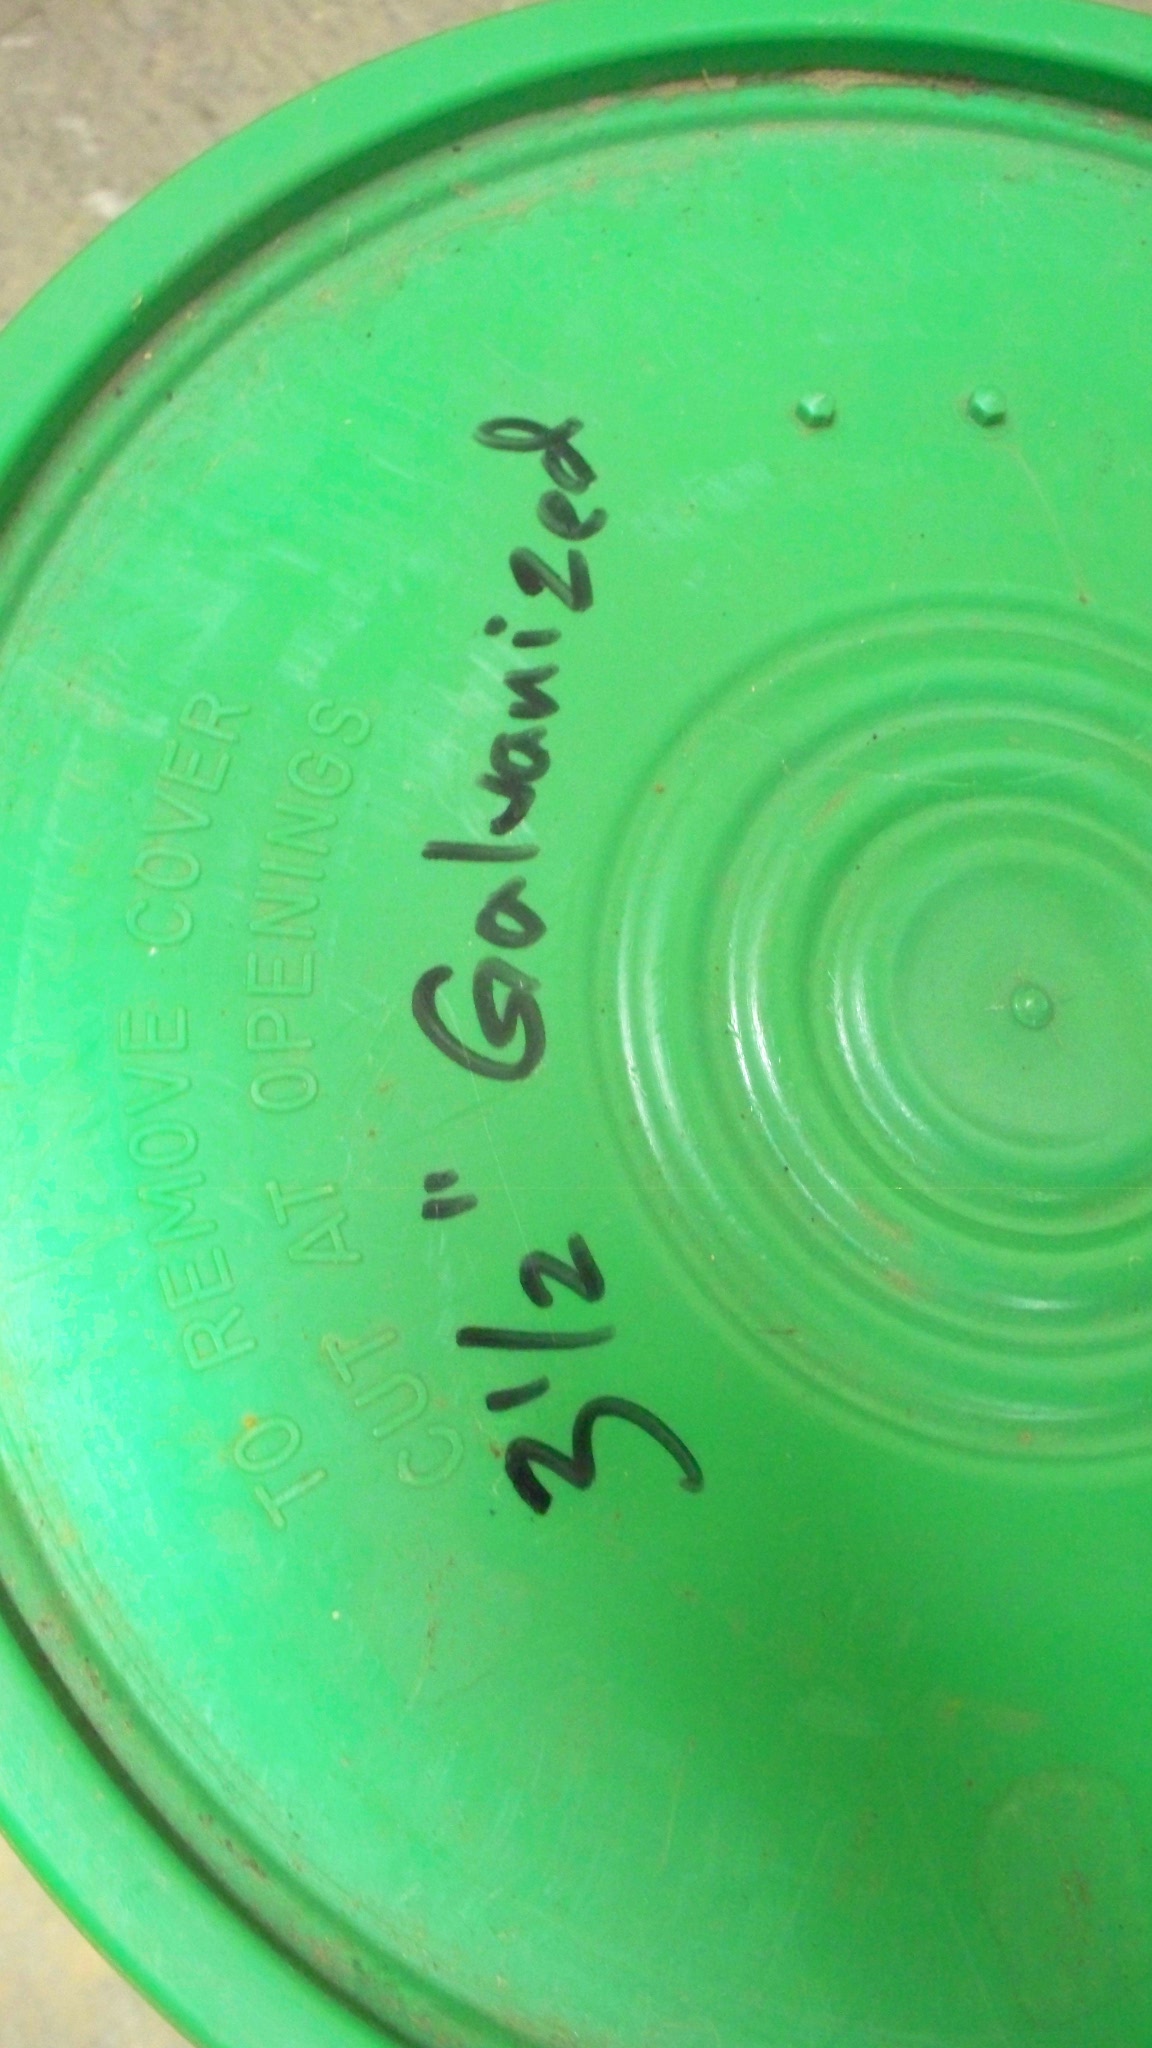 TO REMOVE COVER
CUT AT OPENINGS
3 1/2" Galvanized